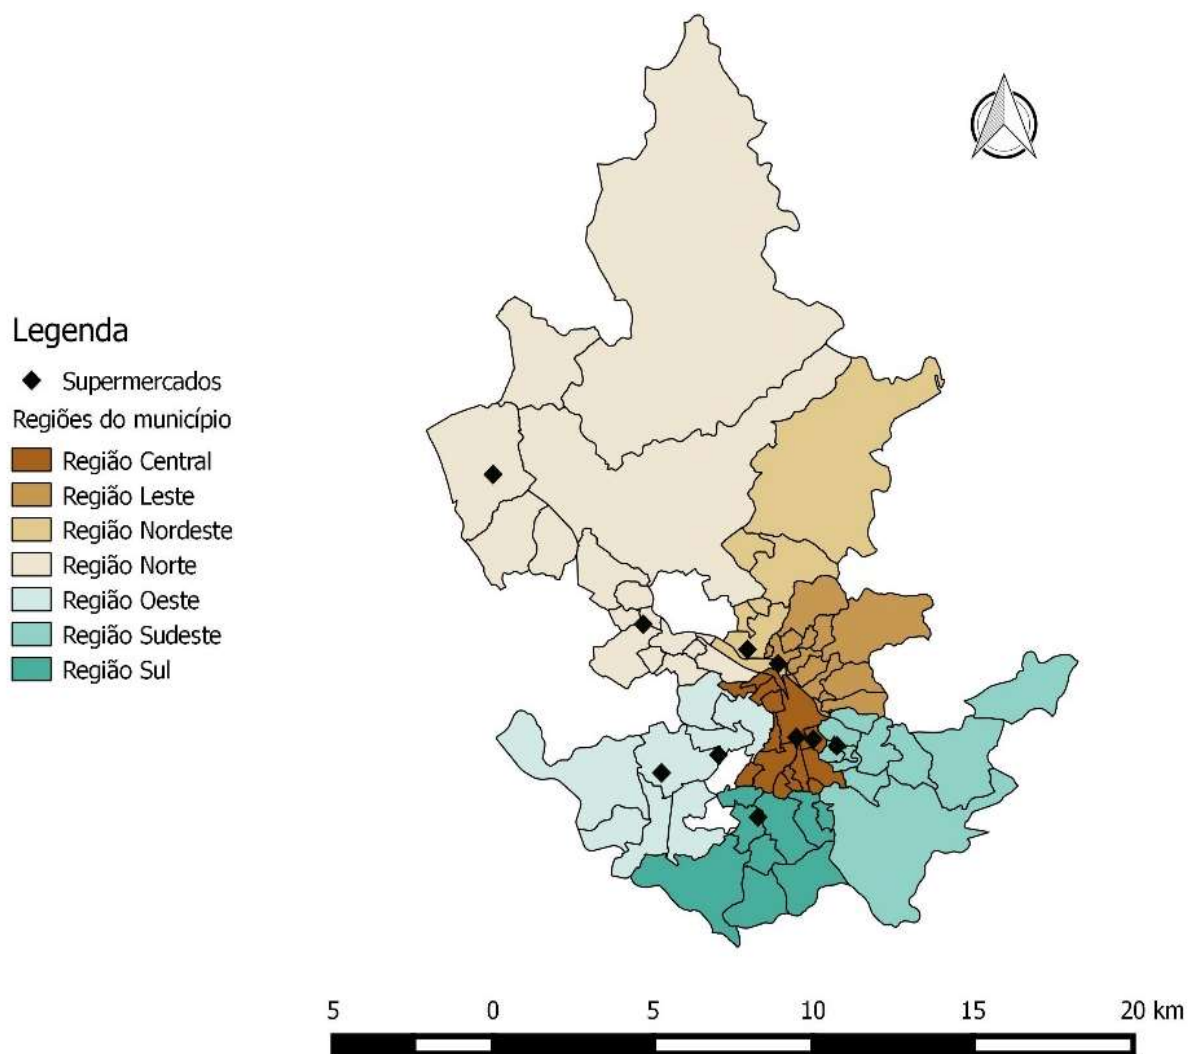 Legenda
Supermercados
Regiões do município
Região Central
Região Leste
Região Nordeste
Região Norte
Região Oeste
Região Sudeste
Região Sul
5 0 5 10 15 20 km